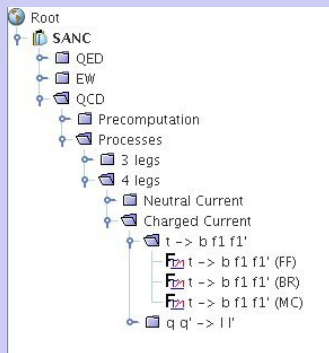 Root
SANC
QED
EW
QCD
Precomputation
Processes
3 legs
4 legs
Neutral Current
Charged Current
t -> b f1 f1'
t -> b f1 f1' (FF)
t -> b f1 f1' (BR)
t -> b f1 f1' (MC)
q q' -> l l'